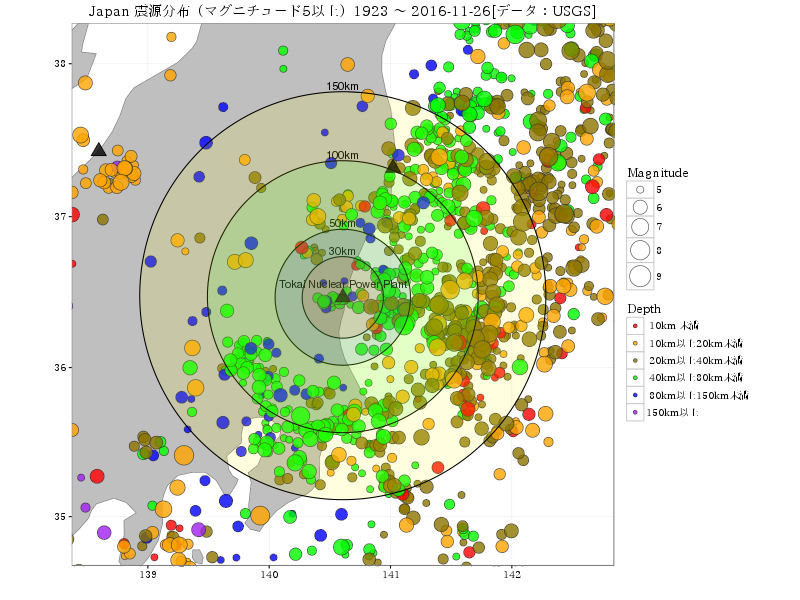 Japan 震源分布（マグニチュード5以上）1923 ～ 2016-11-26[データ：USGS]
38
37
36
35
139
140
141
142
150km
100km
50km
30km
Tokai Nuclear Power Plant
Magnitude
5
6
7
8
9
Depth
10km 未満
10km以上20km未満
20km以上40km未満
40km以上80km未満
80km以上150km未満
150km以上